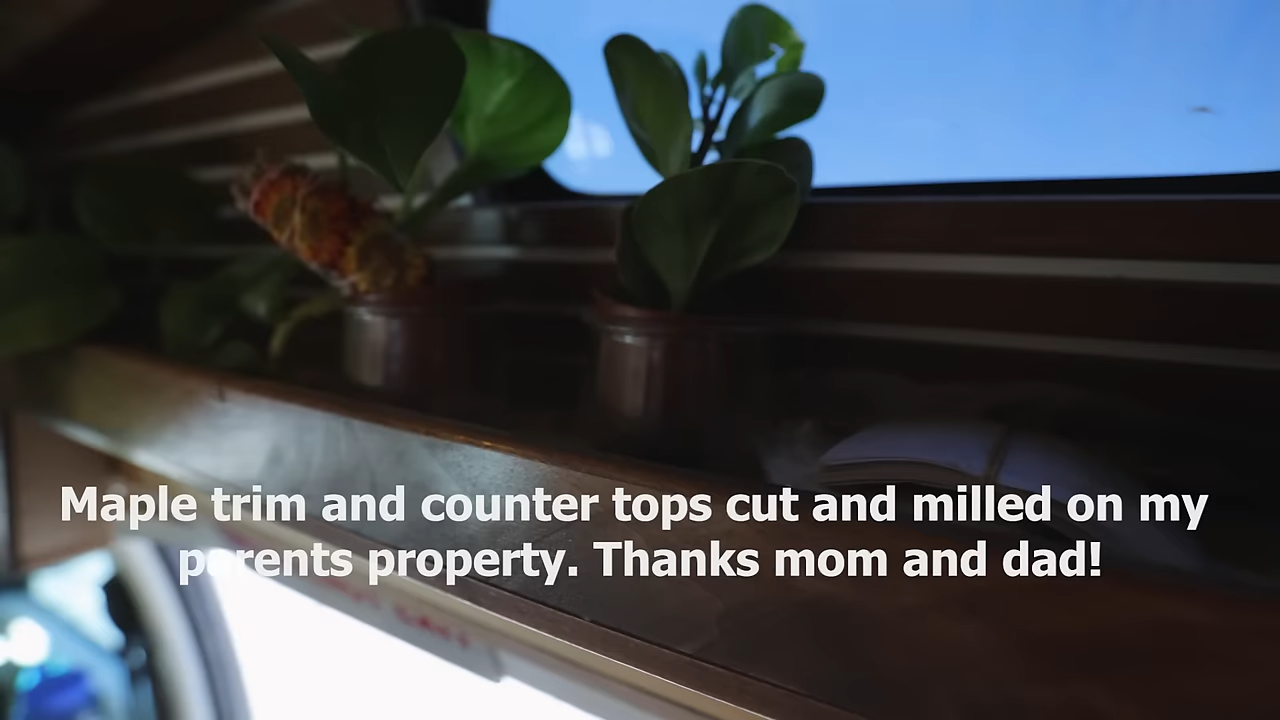 Maple trim and counter tops cut and milled on my
parents property. Thanks mom and dad!